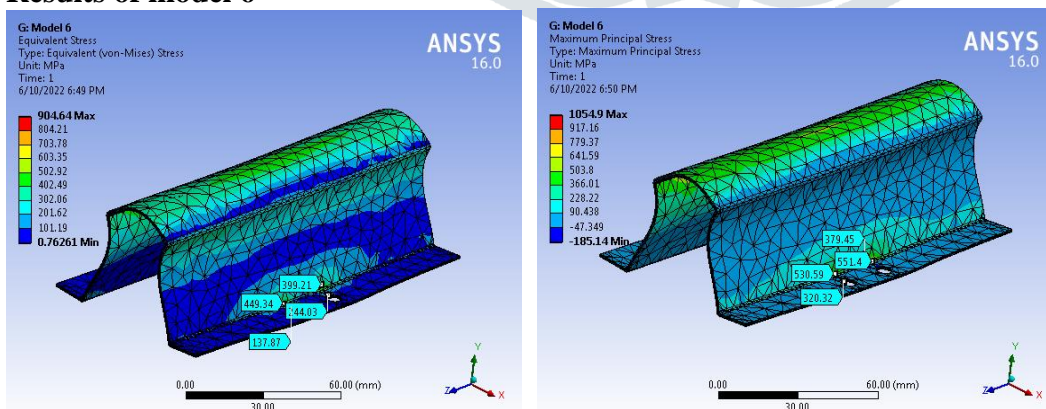 Results of model 6
G: Model 6
Equivalent Stress
Type: Equivalent (von-Mises) Stress
Unit: MPa
Time: 1
6/10/2022 6:49 PM
904.64 Max
804.21
703.78
603.35
502.92
402.49
302.06
201.62
101.19
0.76261 Min
ANSYS
16.0
399.21
449.34
244.03
137.87
0.00
60.00 (mm)
30.00
Y
Z
X
G: Model 6
Maximum Principal Stress
Type: Maximum Principal Stress
Unit: MPa
Time: 1
6/10/2022 6:50 PM
1054.9 Max
917.16
779.37
641.59
503.8
366.01
228.22
90.438
-47.349
-185.14 Min
ANSYS
16.0
379.45
551.4
530.59
320.32
0.00
60.00 (mm)
30.00
Y
Z
X